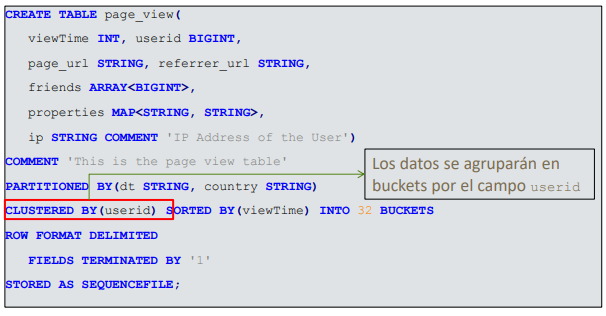 CREATE TABLE page_view(
viewTime INT, userid BIGINT,
page_url STRING, referrer_url STRING,
friends ARRAY<BIGINT>,
properties MAP<STRING, STRING>,
ip STRING COMMENT 'IP Address of the User')
COMMENT 'This is the page view table'
Los datos se agruparán en
buckets por el campo userid
PARTITIONED BY(dt STRING, country STRING)
CLUSTERED BY(userid) SORTED BY(viewTime) INTO 32 BUCKETS
ROW FORMAT DELIMITED
FIELDS TERMINATED BY '1'
STORED AS SEQUENCEFILE;